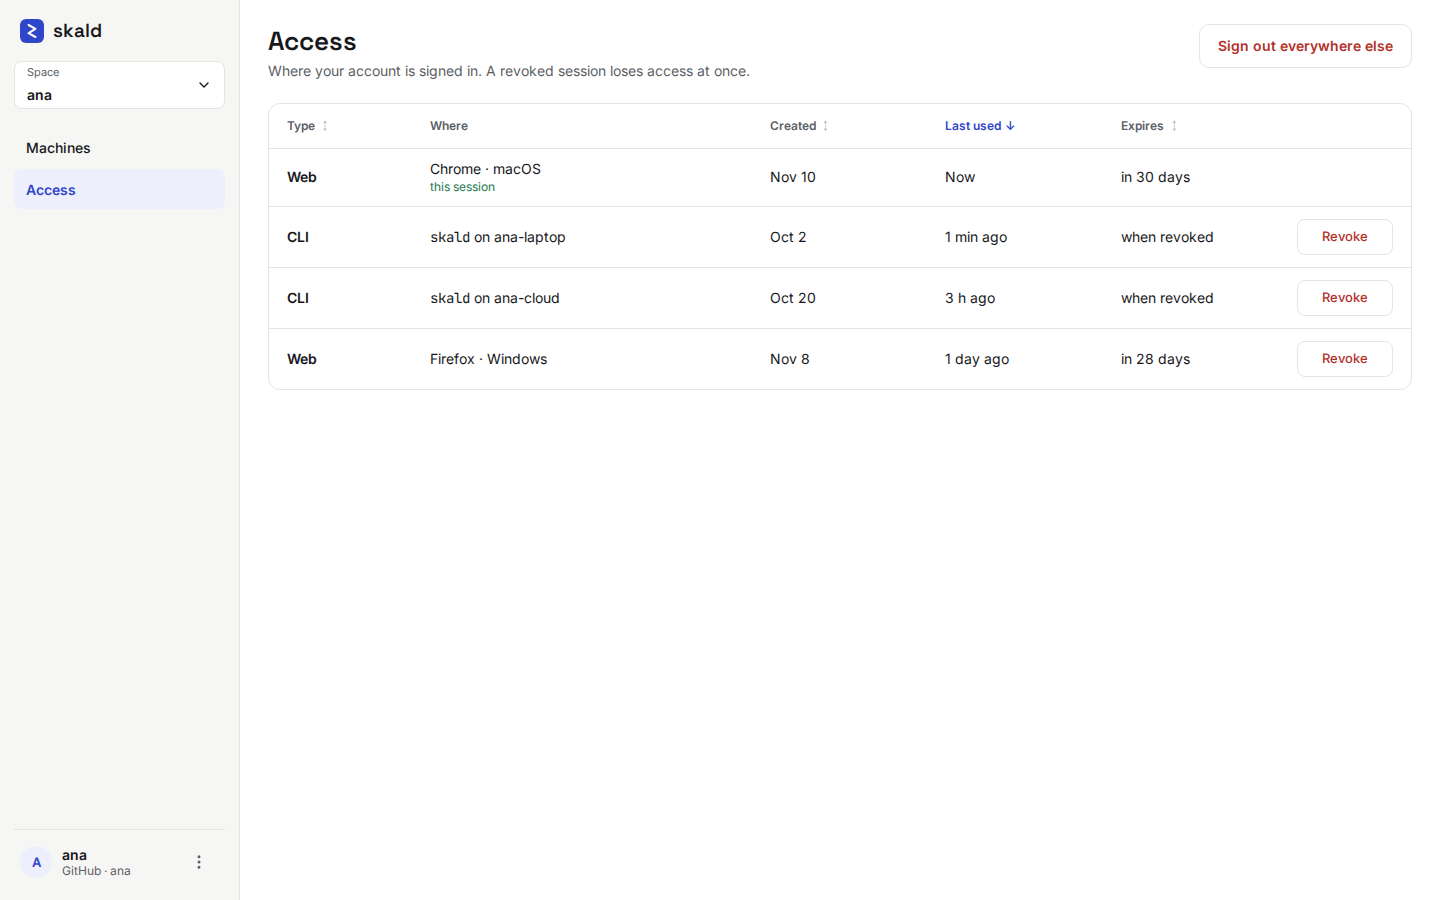 skald
Space
ana
Machines
Access
ana
GitHub · ana
A
Access
Where your account is signed in. A revoked session loses access at once.
Sign out everywhere else
Type Where Created Last used Expires
Web Chrome · macOS Nov 10 Now in 30 days
this session
CLI skald on ana-laptop Oct 2 1 min ago when revoked Revoke
CLI skald on ana-cloud Oct 20 3 h ago when revoked Revoke
Web Firefox · Windows Nov 8 1 day ago in 28 days Revoke